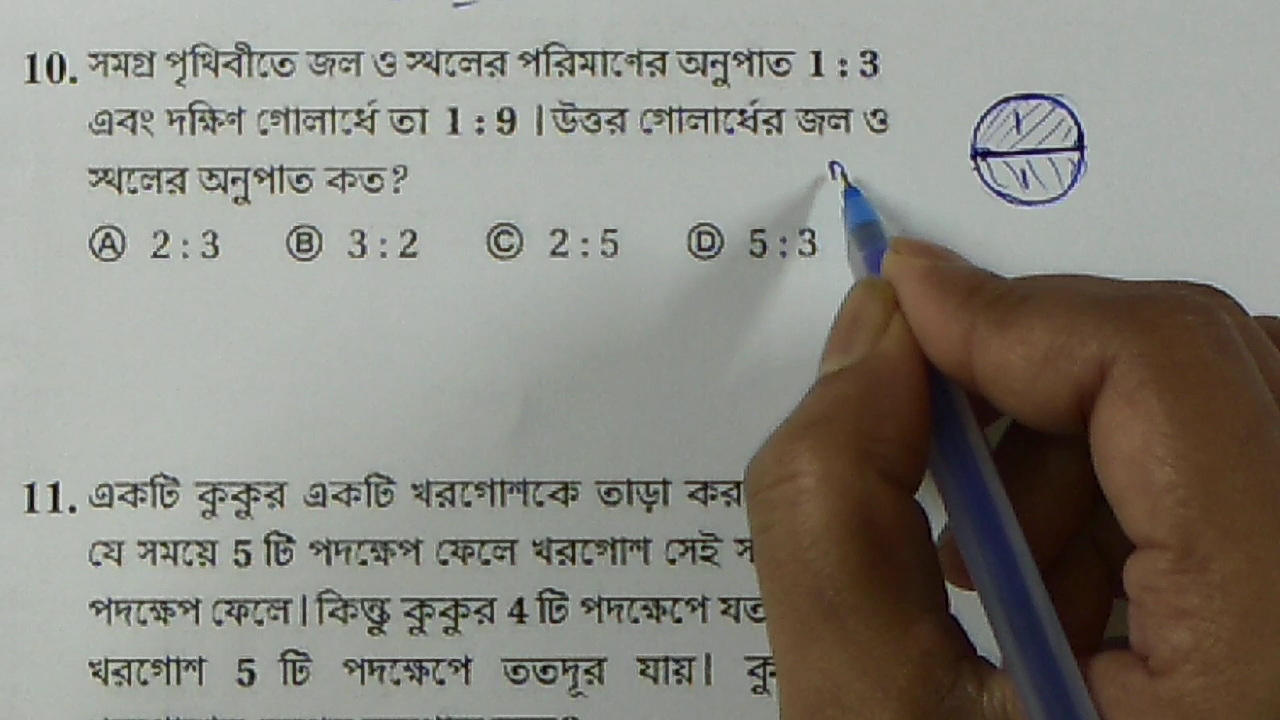 10. সমগ্র পৃথিবীতে জল ও স্থলের পরিমাণের অনুপাত 1 : 3
এবং দক্ষিণ গোলার্ধে তা 1 : 9 | উত্তর গোলার্ধের জল ও
স্থলের অনুপাত কত?
Ⓐ 2 : 3 Ⓑ 3 : 2 Ⓒ 2 : 5 Ⓓ 5 : 3
11. একটি কুকুর একটি খরগোশকে তাড়া কর
যে সময়ে 5 টি পদক্ষেপ ফেলে খরগোশ সেই স
পদক্ষেপ ফেলে | কিন্তু কুকুর 4 টি পদক্ষেপে যত
খরগোশ 5 টি পদক্ষেপে ততদূর যায়। কু